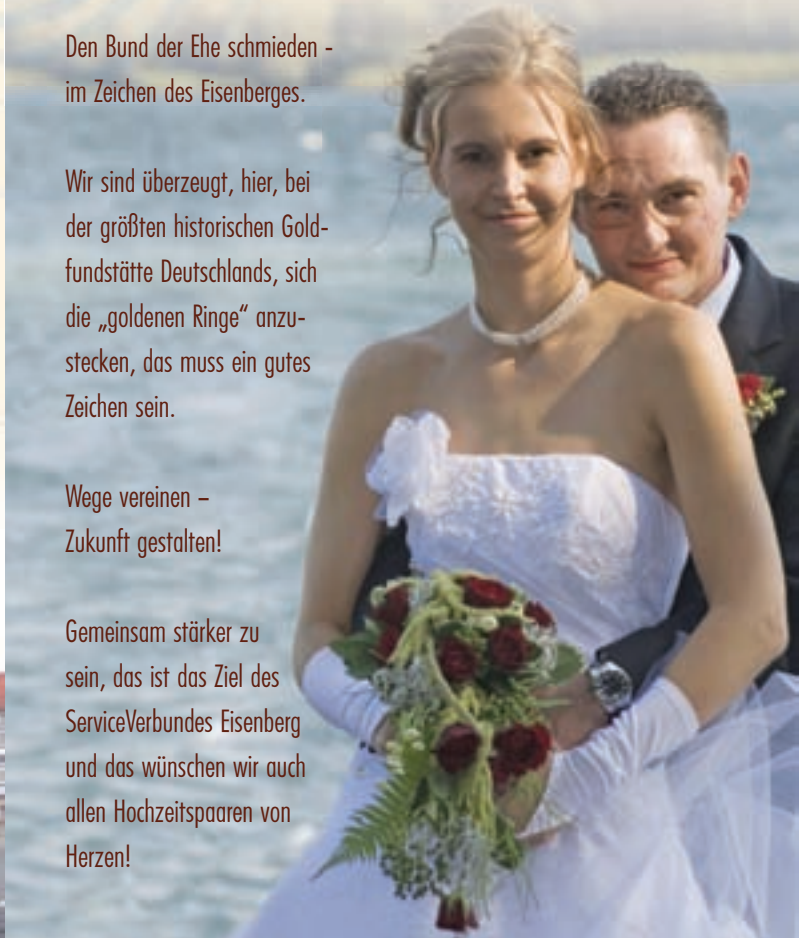 Den Bund der Ehe schmieden -
im Zeichen des Eisenberges.
Wir sind überzeugt, hier, bei
der größten historischen Gold-
fundstätte Deutschlands, sich
die „goldenen Ringe“ anzu-
stecken, das muss ein gutes
Zeichen sein.
Wege vereinen –
Zukunft gestalten!
Gemeinsam stärker zu
sein, das ist das Ziel des
ServiceVerbundes Eisenberg
und das wünschen wir auch
allen Hochzeitspaaren von
Herzen!